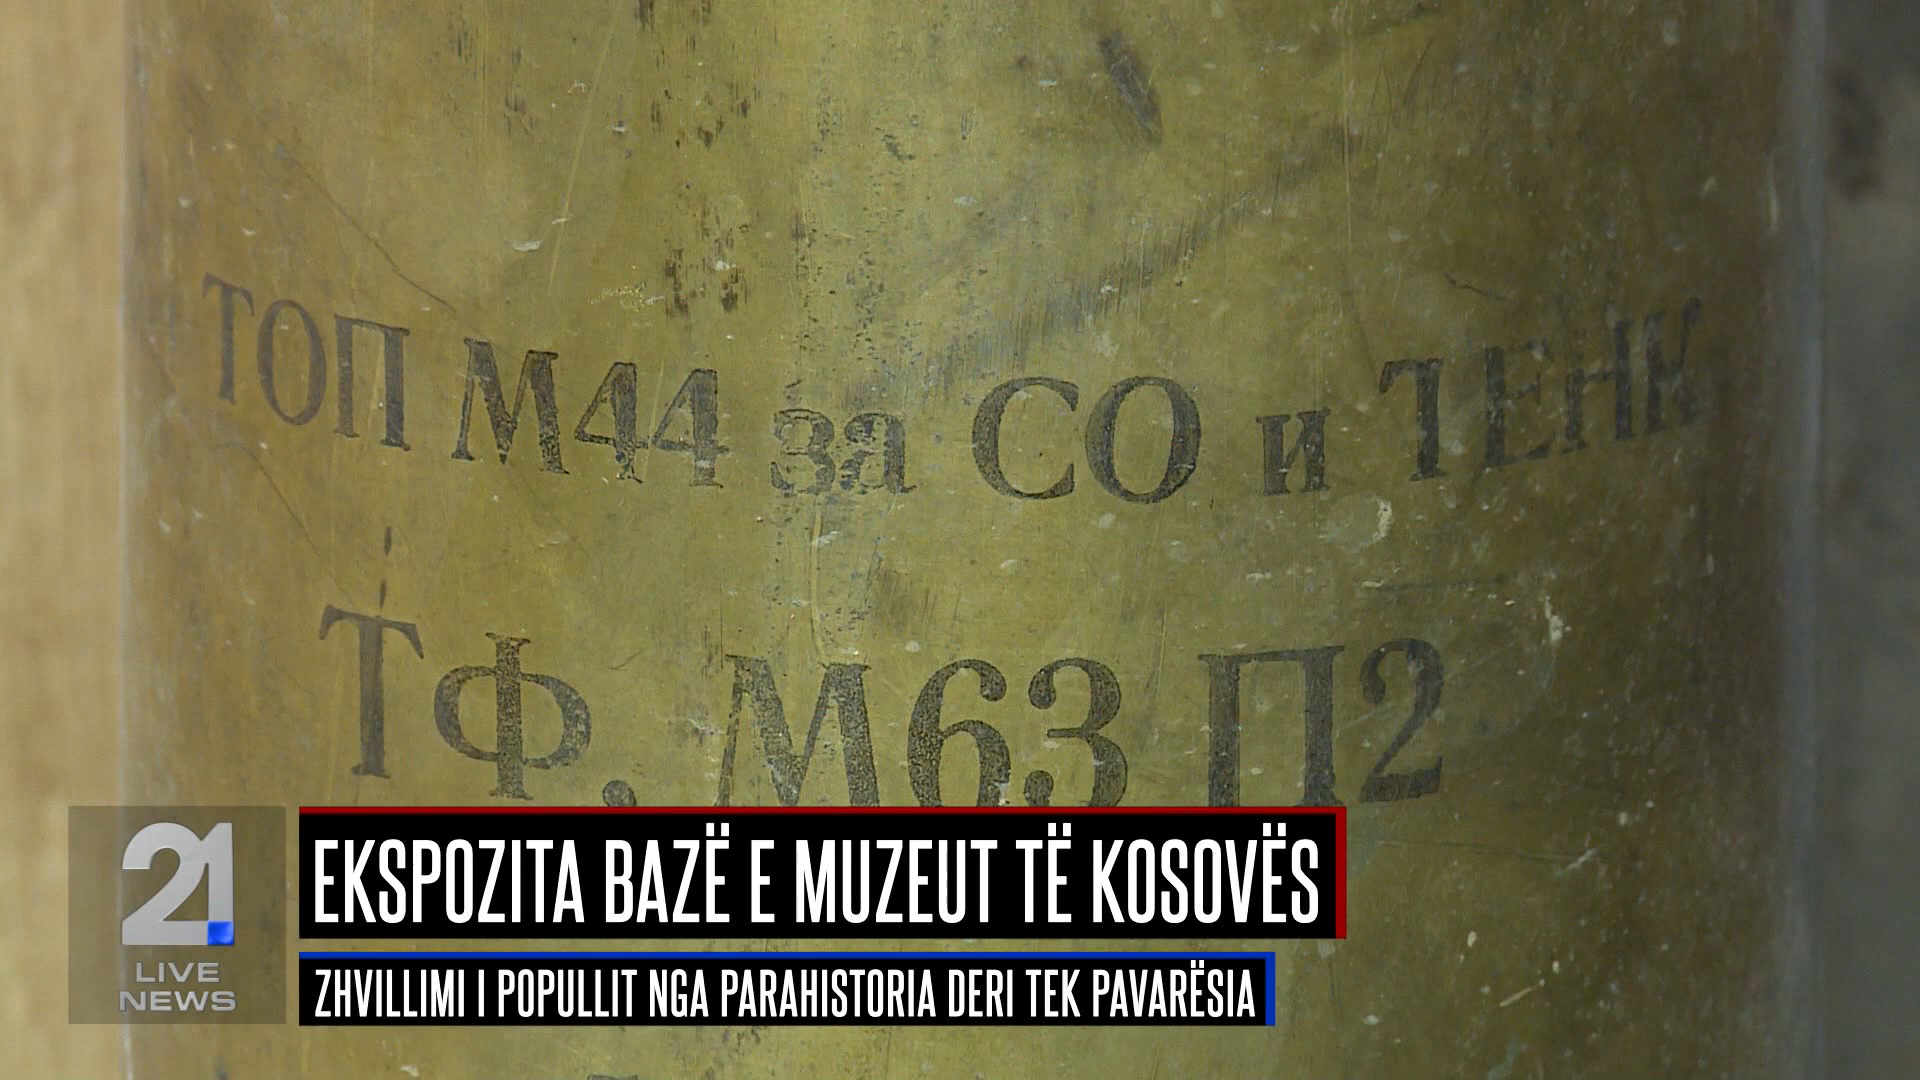 ТОП М44 за СО и ТЕНК
ТФ. М63 П2
21
LIVE
NEWS
EKSPOZITA BAZË E MUZEUT TË KOSOVËS
ZHVILLIMI I POPULLIT NGA PARAHISTORIA DERI TEK PAVARËSIA